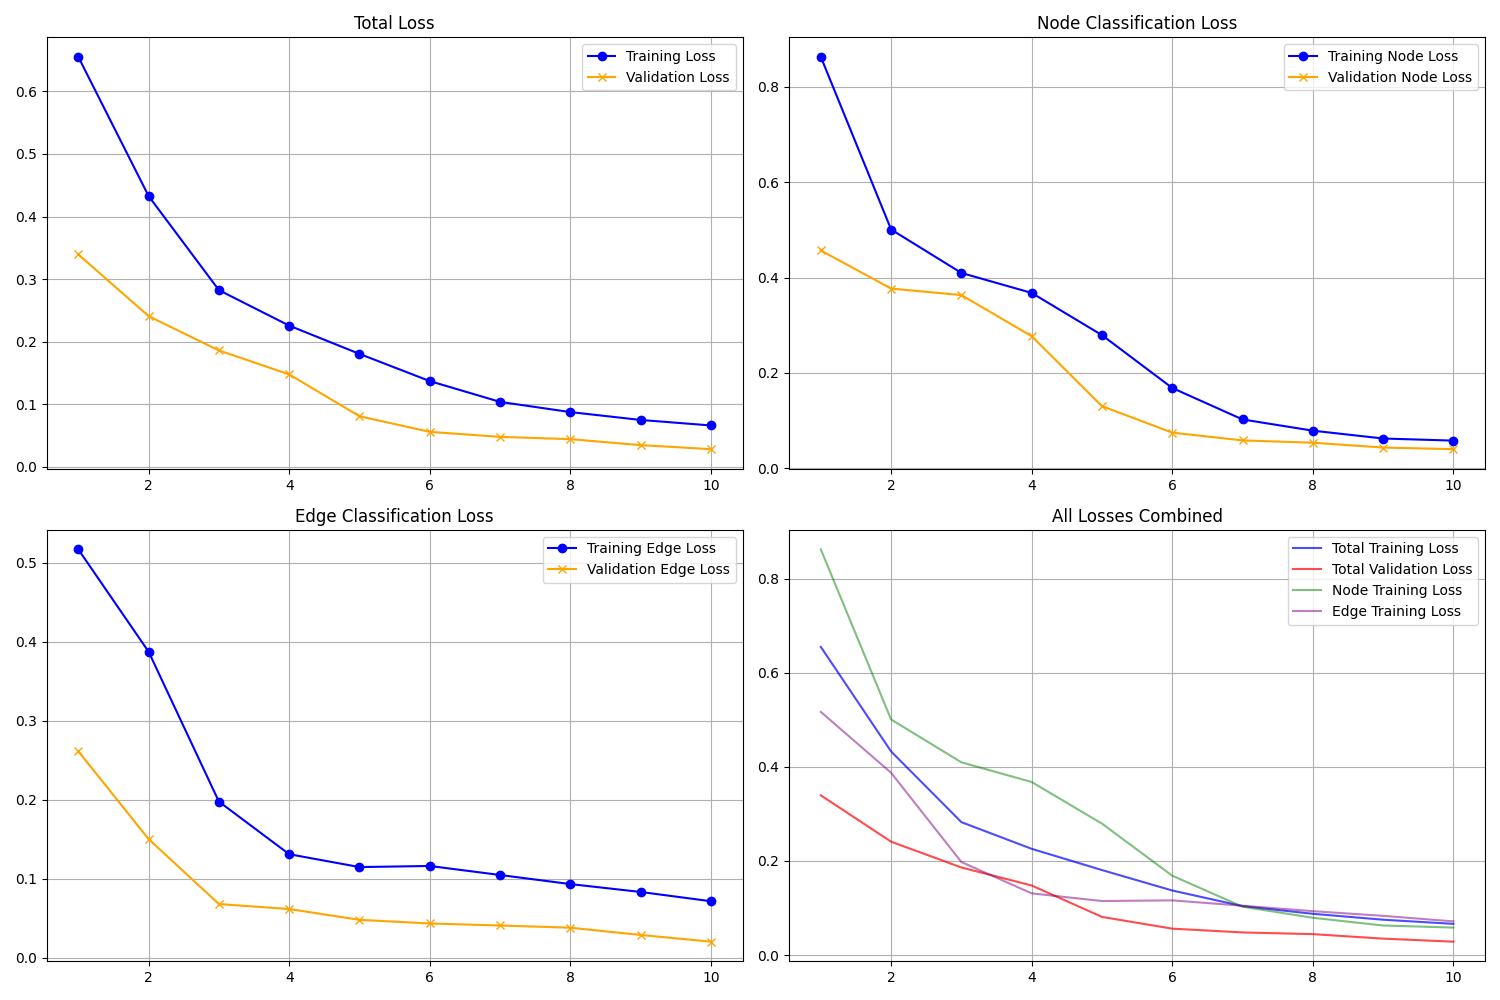 Total Loss
Training Loss
Validation Loss
0.6
0.5
0.4
0.3
0.2
0.1
0.0
2 4 6 8 10
Node Classification Loss
Training Node Loss
Validation Node Loss
0.8
0.6
0.4
0.2
0.0
2 4 6 8 10
Edge Classification Loss
Training Edge Loss
Validation Edge Loss
0.5
0.4
0.3
0.2
0.1
0.0
2 4 6 8 10
All Losses Combined
Total Training Loss
Total Validation Loss
Node Training Loss
Edge Training Loss
0.8
0.6
0.4
0.2
0.0
2 4 6 8 10